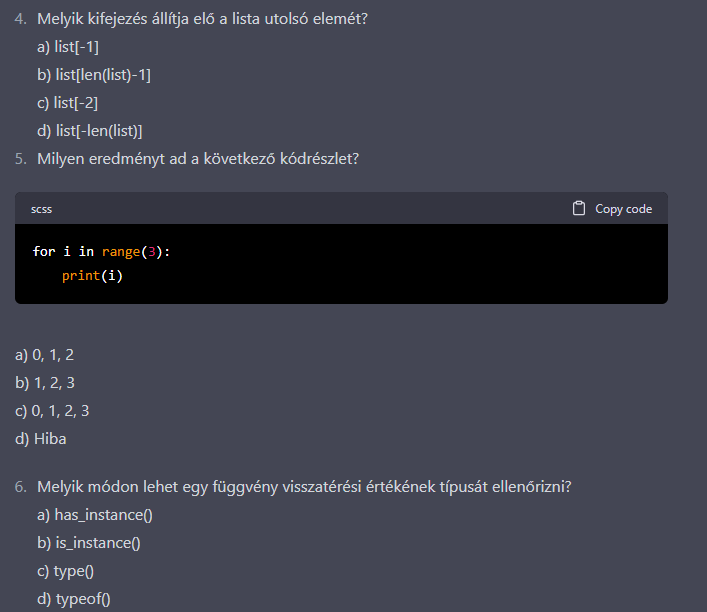 4. Melyik kifejezés állítja elő a lista utolsó elemét?
a) list[-1]
b) list[len(list)-1]
c) list[-2]
d) list[-len(list)]
5. Milyen eredményt ad a következő kódrészlet?
scss Copy code
for i in range(3):
    print(i)
a) 0, 1, 2
b) 1, 2, 3
c) 0, 1, 2, 3
d) Hiba
6. Melyik módon lehet egy függvény visszatérési értékének típusát ellenőrizni?
a) has_instance()
b) is_instance()
c) type()
d) typeof()